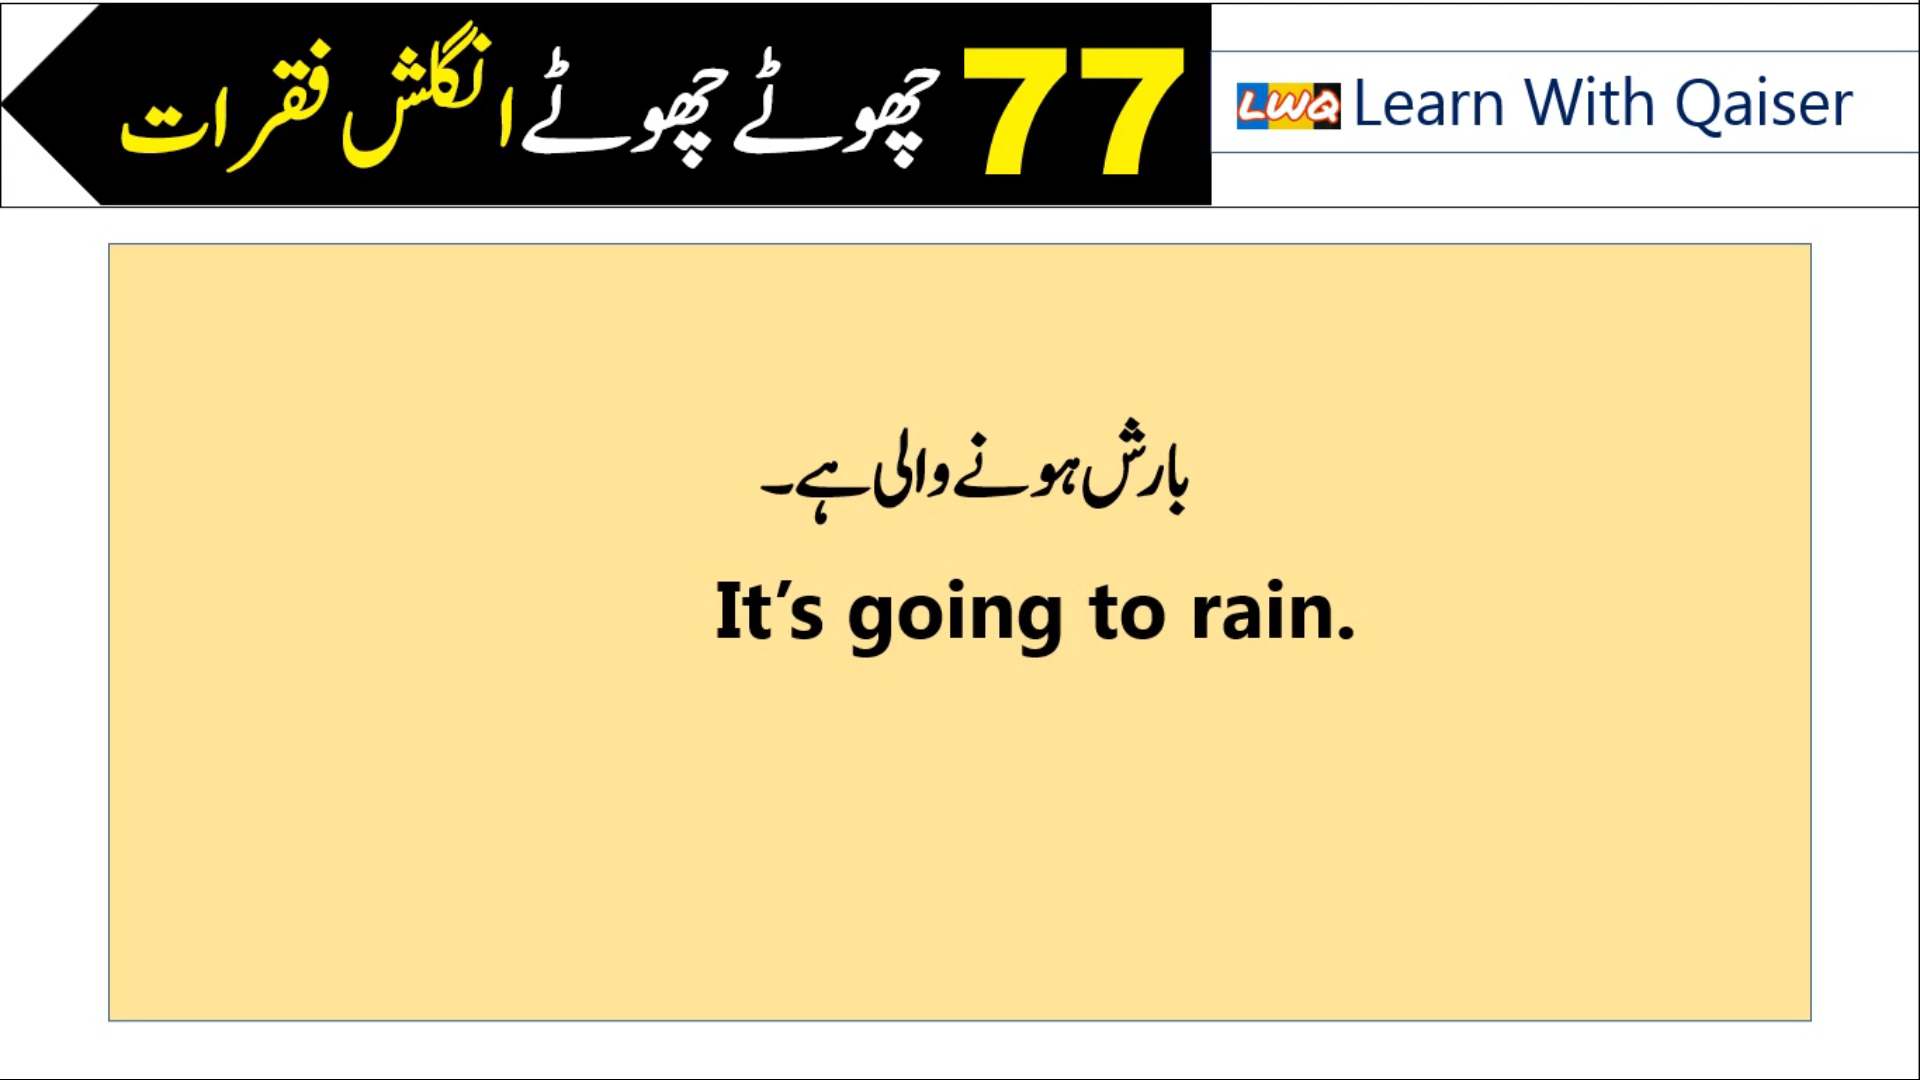 77 چھوٹے چھوٹے انگلش فقرات
LWQ Learn With Qaiser
بارش ہونے والی ہے۔
It’s going to rain.